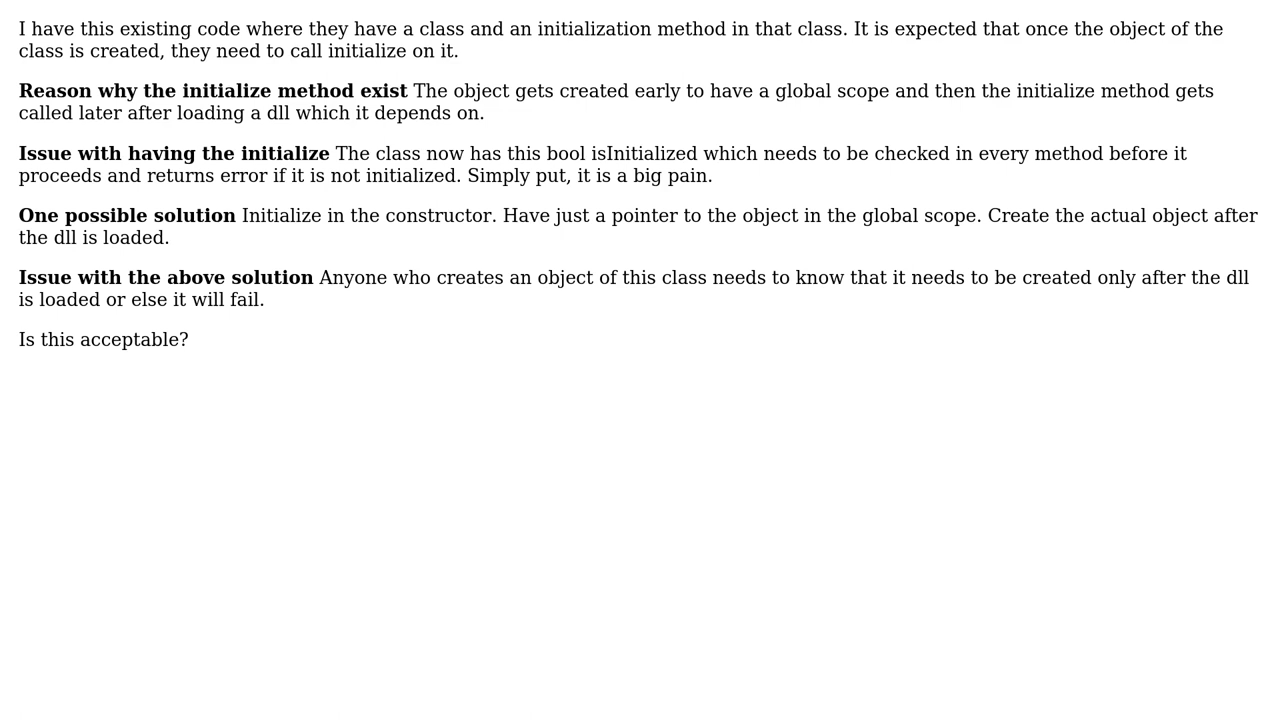 I have this existing code where they have a class and an initialization method in that class. It is expected that once the object of the
class is created, they need to call initialize on it.
Reason why the initialize method exist The object gets created early to have a global scope and then the initialize method gets
called later after loading a dll which it depends on.
Issue with having the initialize The class now has this bool isInitialized which needs to be checked in every method before it
proceeds and returns error if it is not initialized. Simply put, it is a big pain.
One possible solution Initialize in the constructor. Have just a pointer to the object in the global scope. Create the actual object after
the dll is loaded.
Issue with the above solution Anyone who creates an object of this class needs to know that it needs to be created only after the dll
is loaded or else it will fail.
Is this acceptable?